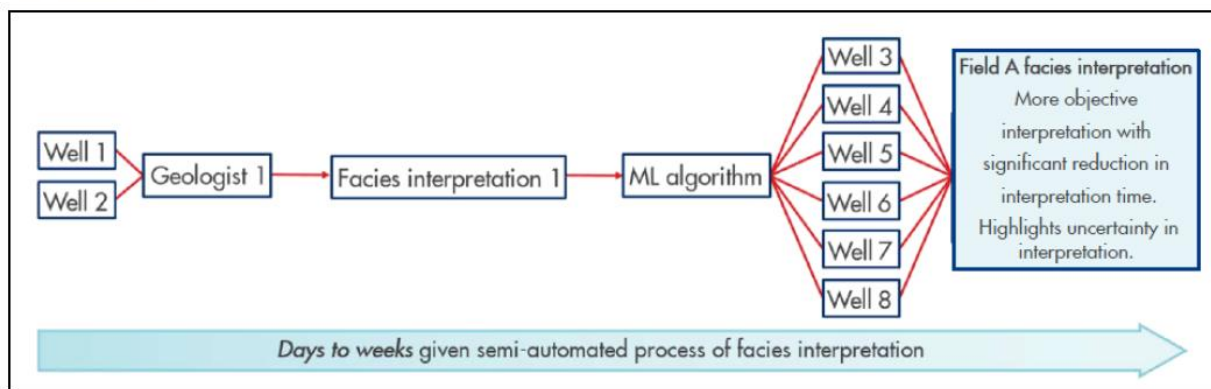 Well 1
Well 2
Geologist 1
Facies interpretation 1
ML algorithm
Well 3
Well 4
Well 5
Well 6
Well 7
Well 8
Field A facies interpretation
More objective
interpretation with
significant reduction in
interpretation time.
Highlights uncertainty in
interpretation.
Days to weeks given semi-automated process of facies interpretation